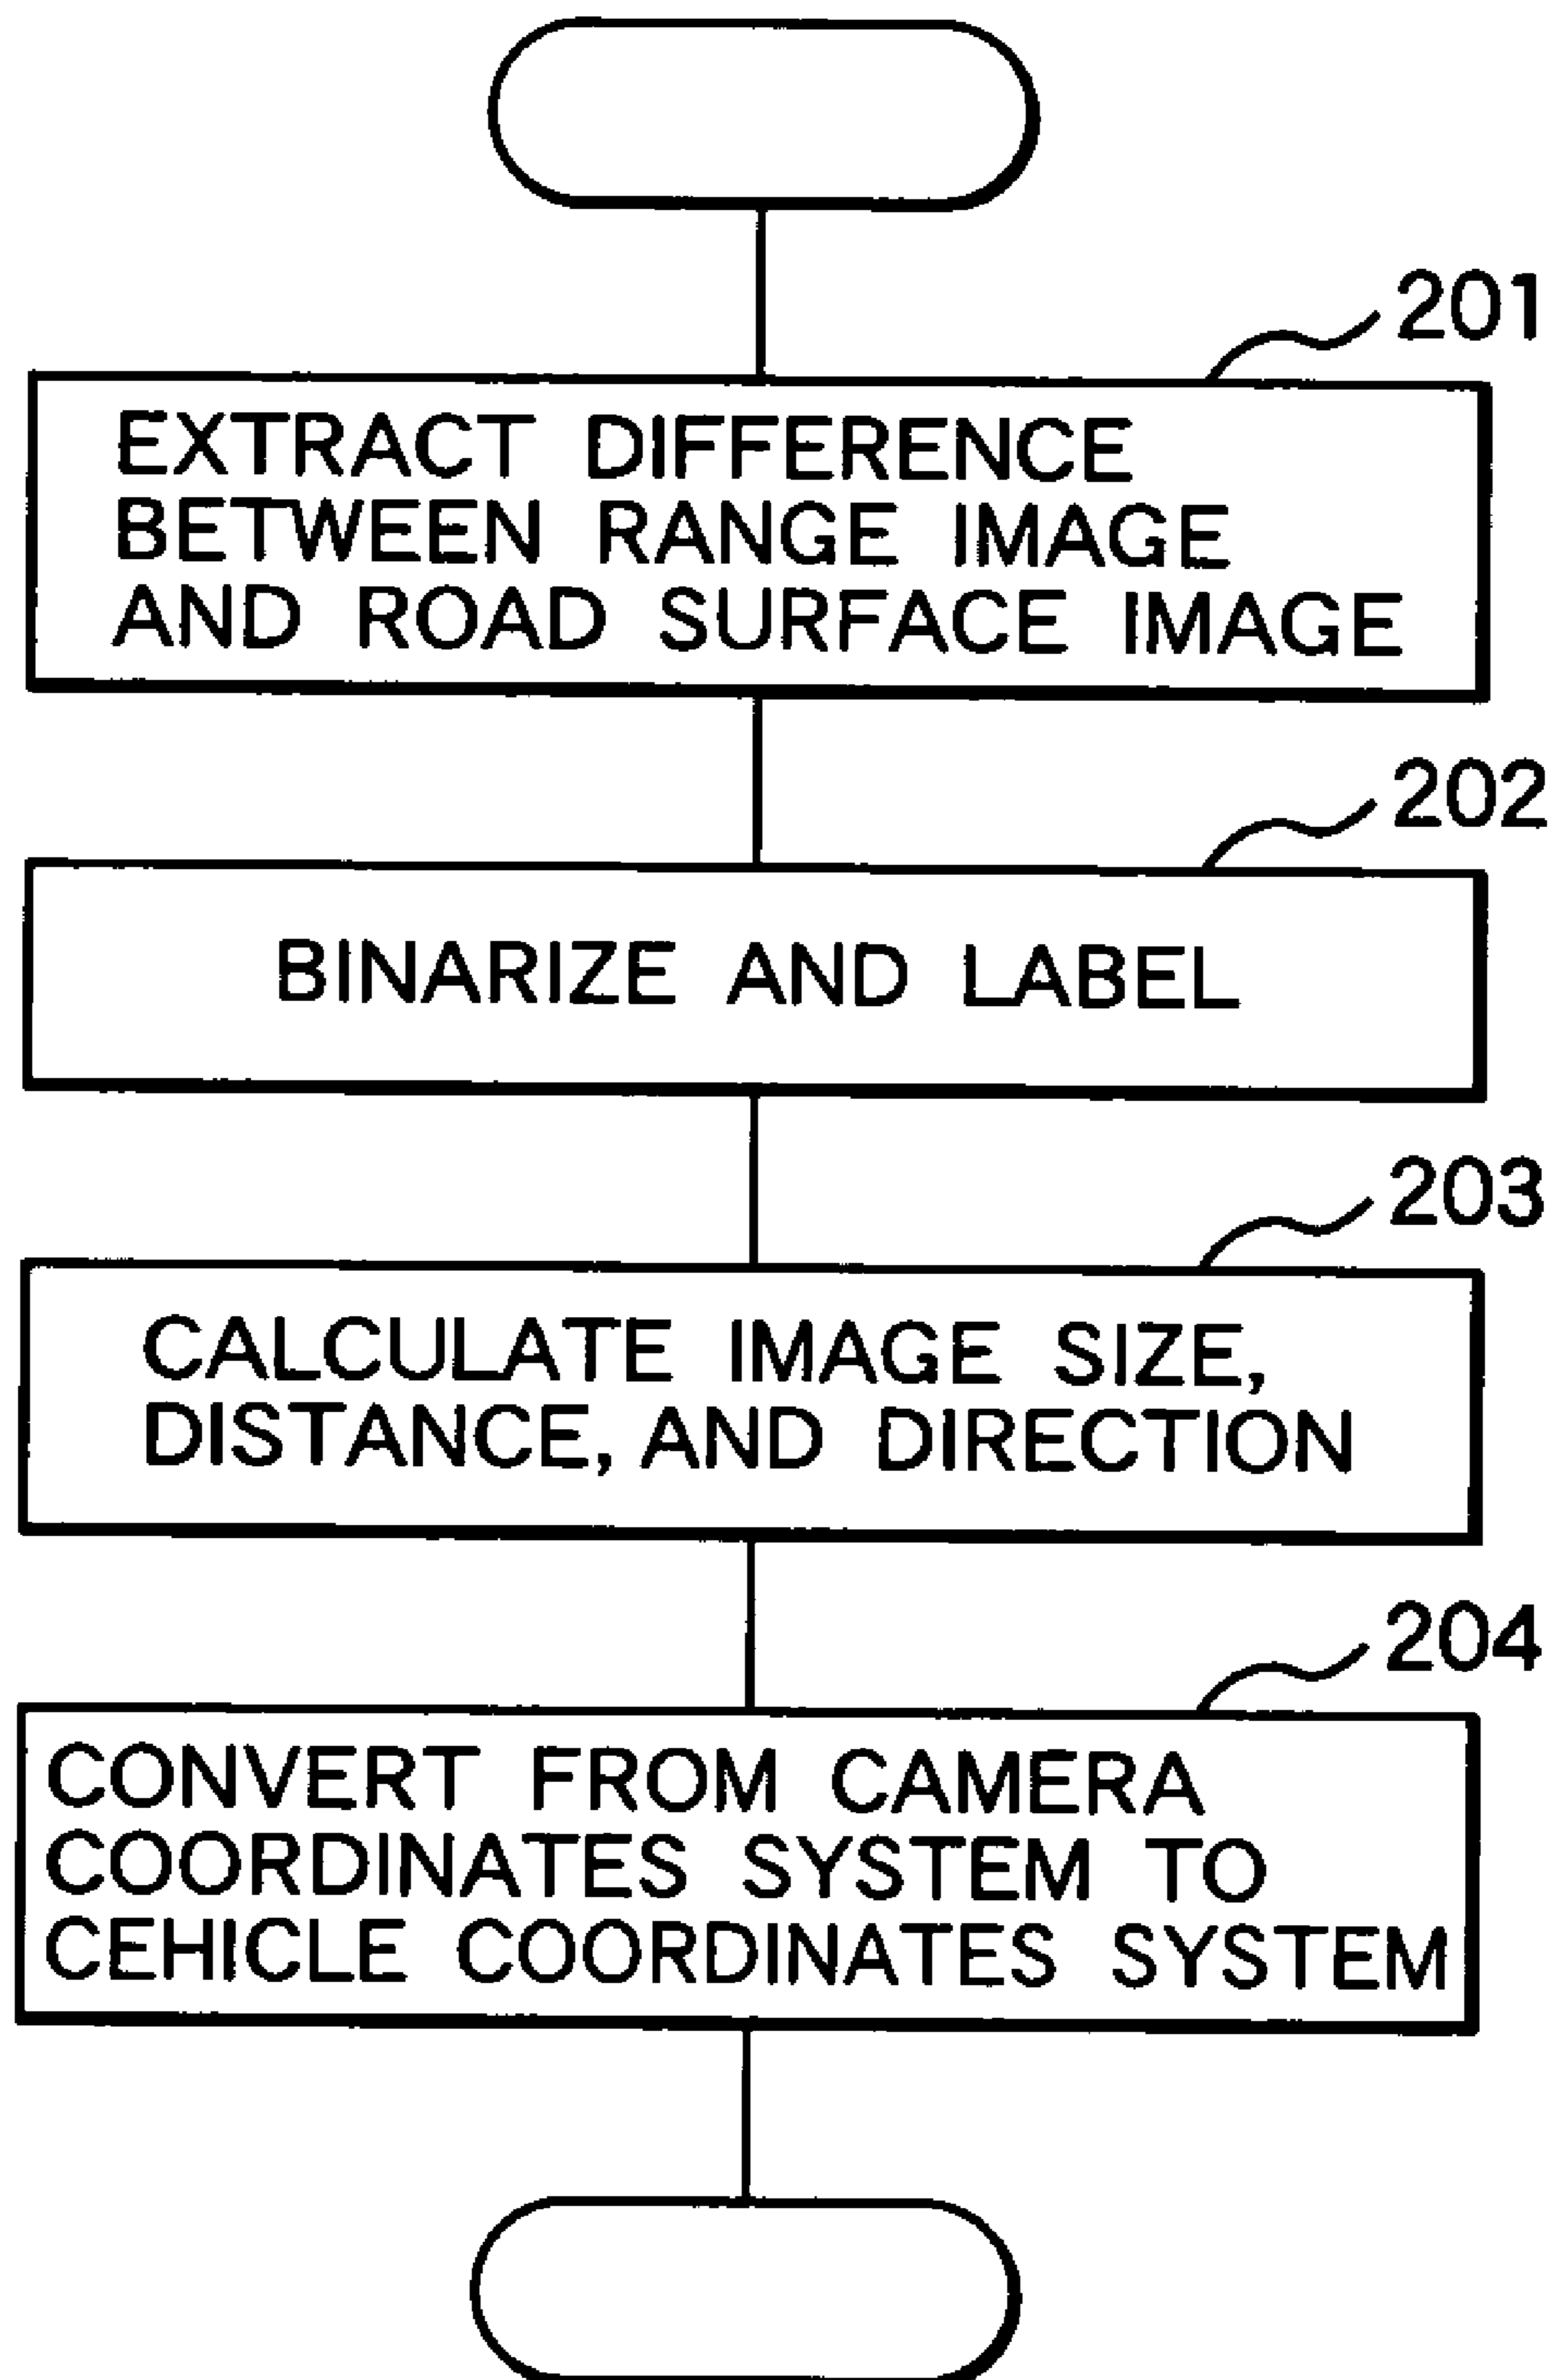 201
EXTRACT DIFFERENCE
BETWEEN RANGE IMAGE
AND ROAD SURFACE IMAGE
202
BINARIZE AND LABEL
203
CALCULATE IMAGE SIZE,
DISTANCE, AND DIRECTION
204
CONVERT FROM CAMERA
COORDINATES SYSTEM TO
CEHICLE COORDINATES SYSTEM